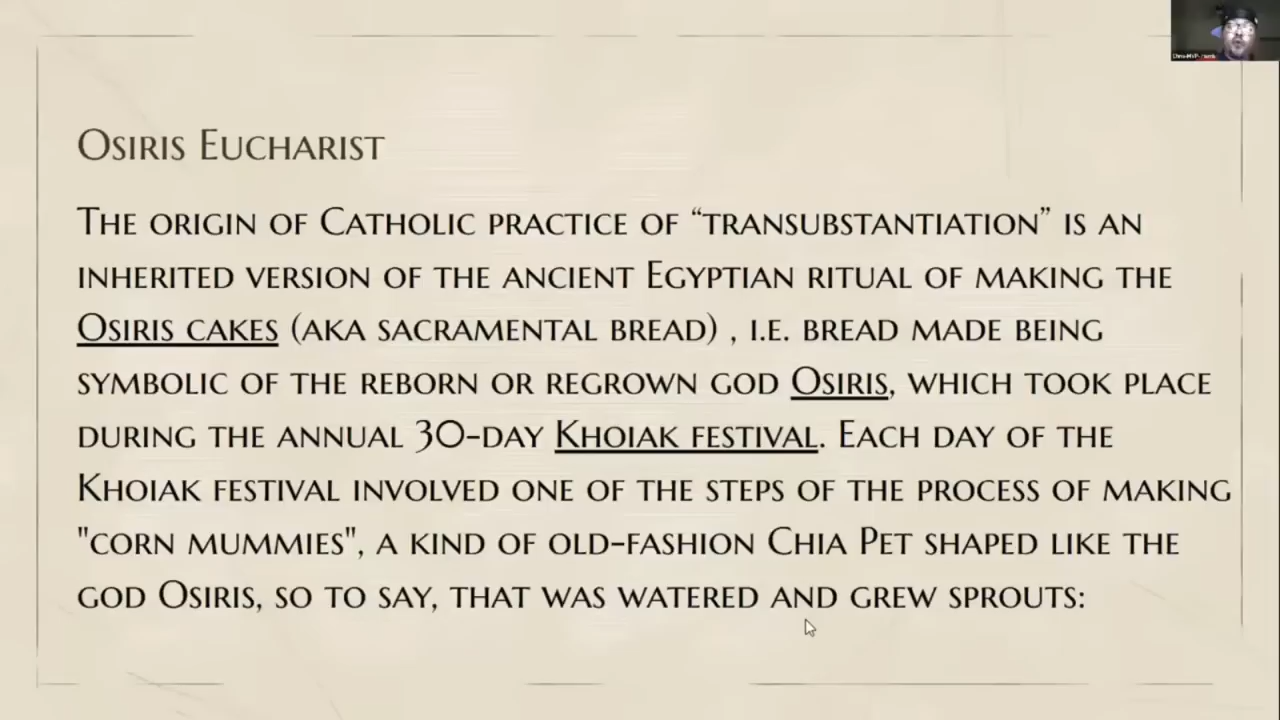 Osiris Eucharist
The origin of Catholic practice of “transubstantiation” is an
inherited version of the ancient Egyptian ritual of making the
Osiris cakes (aka sacramental bread) , i.e. bread made being
symbolic of the reborn or regrown god Osiris, which took place
during the annual 30-day Khoiak festival. Each day of the
Khoiak festival involved one of the steps of the process of making
"corn mummies", a kind of old-fashion Chia Pet shaped like the
god Osiris, so to say, that was watered and grew sprouts: